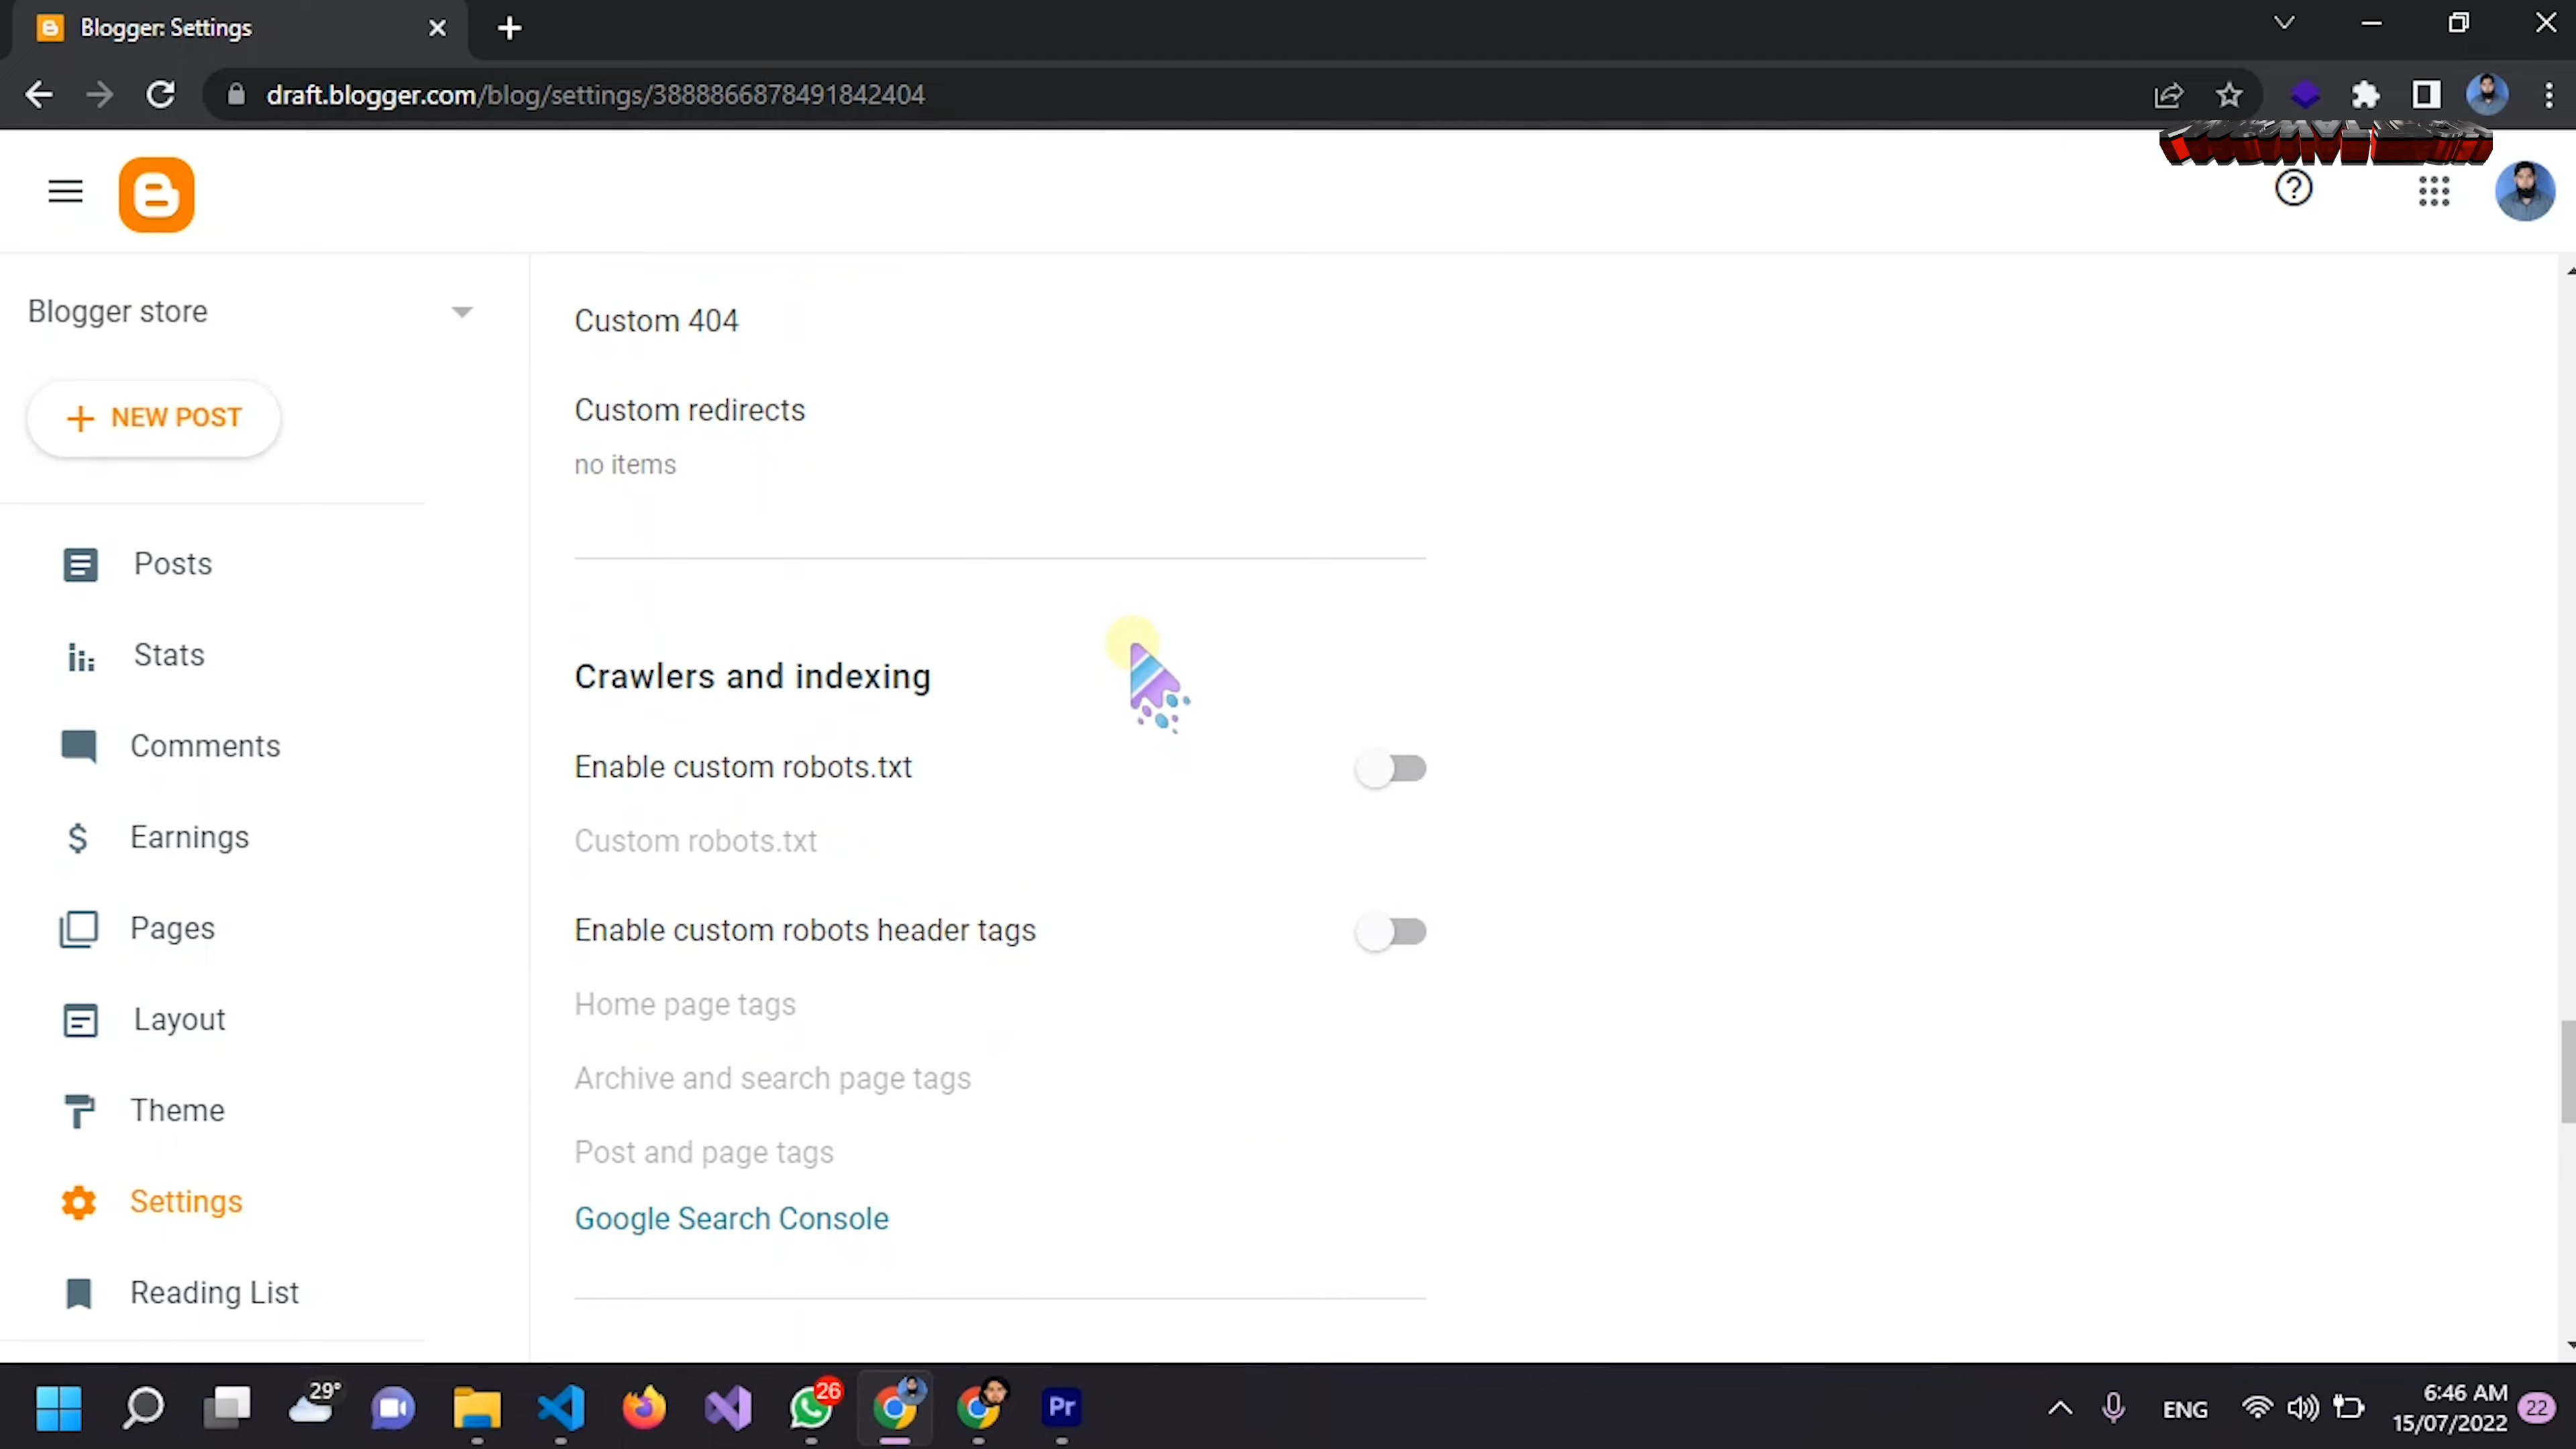 Blogger: Settings
draft.blogger.com/blog/settings/3888866878491842404
Blogger store
NEW POST
Posts
Stats
Comments
Earnings
Pages
Layout
Theme
Settings
Reading List
Custom 404
Custom redirects
no items
Crawlers and indexing
Enable custom robots.txt
Custom robots.txt
Enable custom robots header tags
Home page tags
Archive and search page tags
Post and page tags
Google Search Console
29°
26
Pr
ENG
6:46 AM
15/07/2022
22